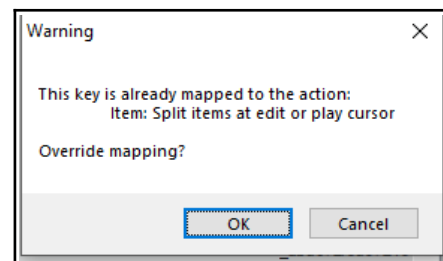 Warning
This key is already mapped to the action:
Item: Split items at edit or play cursor
Override mapping?
OK
Cancel